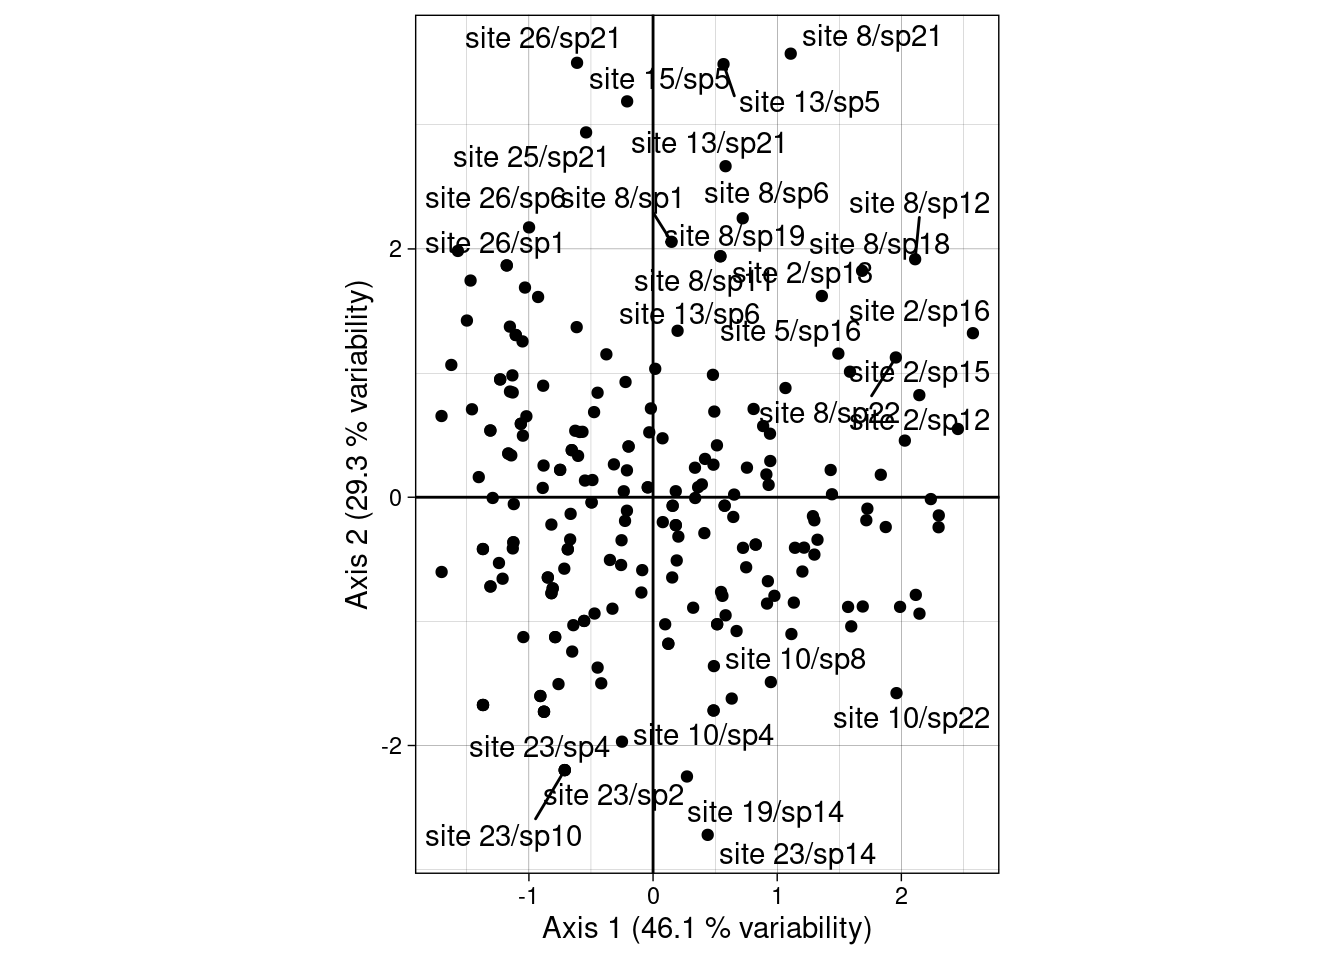 site 26/sp21
site 8/sp21
site 15/sp5
site 13/sp5
site 13/sp21
site 25/sp21
site 26/sp6
site 8/sp1
site 8/sp6
site 8/sp12
site 26/sp1
site 8/sp19
site 8/sp18
site 8/sp11
site 2/sp18
site 13/sp6
site 2/sp16
site 5/sp16
site 2/sp15
site 8/sp22
site 2/sp12
site 10/sp8
site 10/sp22
site 10/sp4
site 23/sp4
site 23/sp2
site 19/sp14
site 23/sp10
site 23/sp14
2
0
-2
-1
0
1
2
Axis 1 (46.1 % variability)
Axis 2 (29.3 % variability)